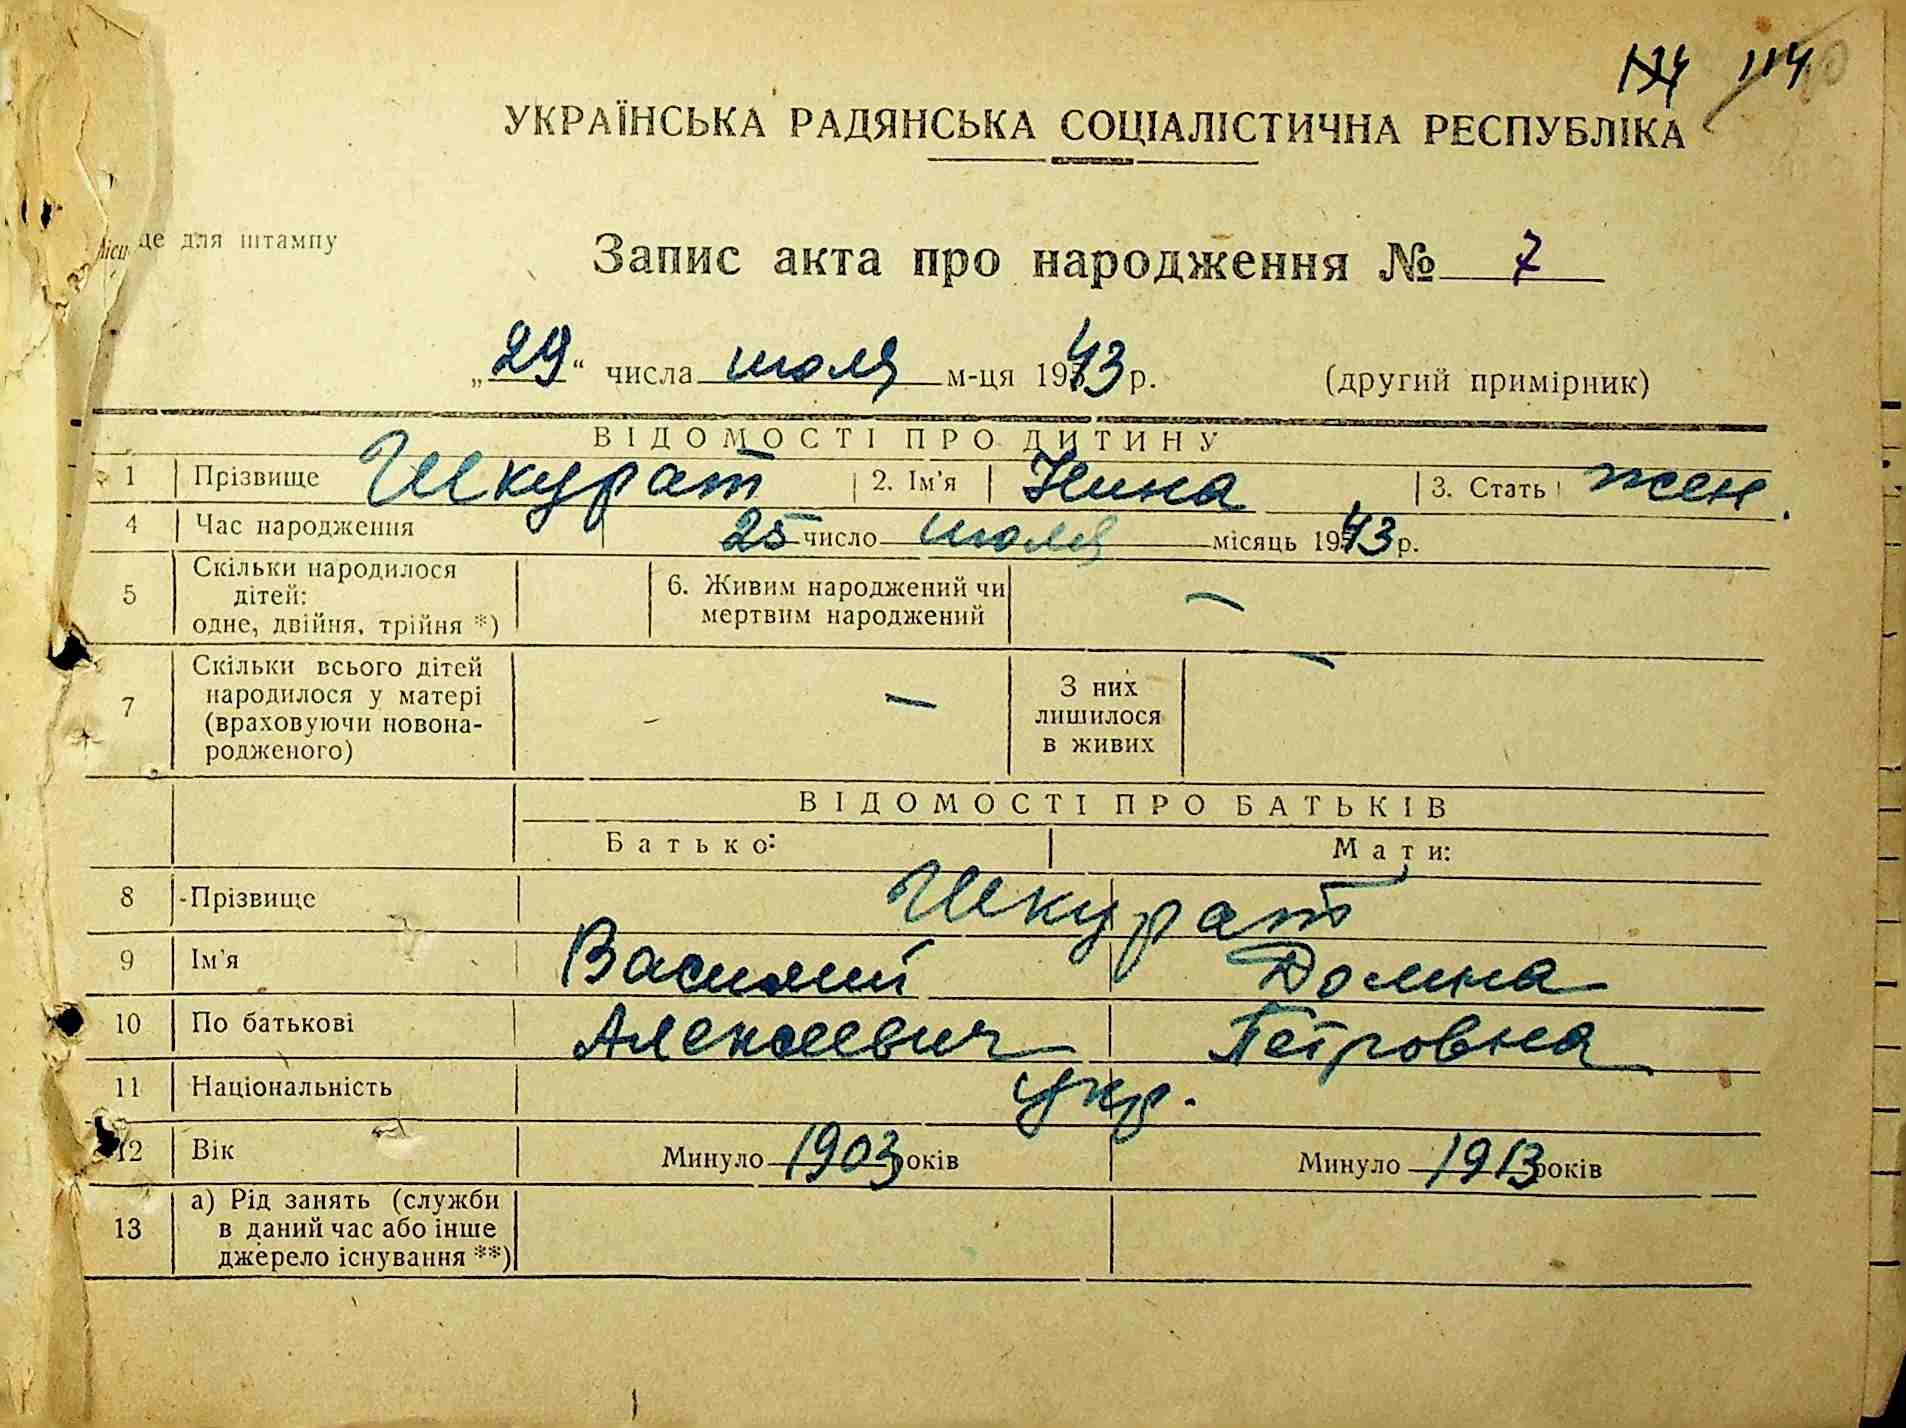 114
УКРАЇНСЬКА РАДЯНСЬКА СОЦІАЛІСТИЧНА РЕСПУБЛІКА
Місце для штампу
Запис акта про народження № 7
„29“ числа июля м-ця 1943 р. (другий примірник)
ВІДОМОСТІ ПРО ДИТИНУ
1 Прізвище Шкурат 2. Ім'я Нина 3. Стать жен.
4 Час народження 25 число июля місяць 1943 р.
5 Скільки народилося дітей: одне, двійня, трійня *) 6. Живим народжений чи мертвим народжений —
7 Скільки всього дітей народилося у матері (враховуючи новонародженого) — З них лишилося в живих —
ВІДОМОСТІ ПРО БАТЬКІВ
Батько: Мати:
8 Прізвище Шкурат
9 Ім'я Василий Домна
10 По батькові Алексеевич Петровна
11 Національність укр.
12 Вік Минуло 1903 років Минуло 1913 років
13 а) Рід занять (служби в даний час або інше джерело існування **)